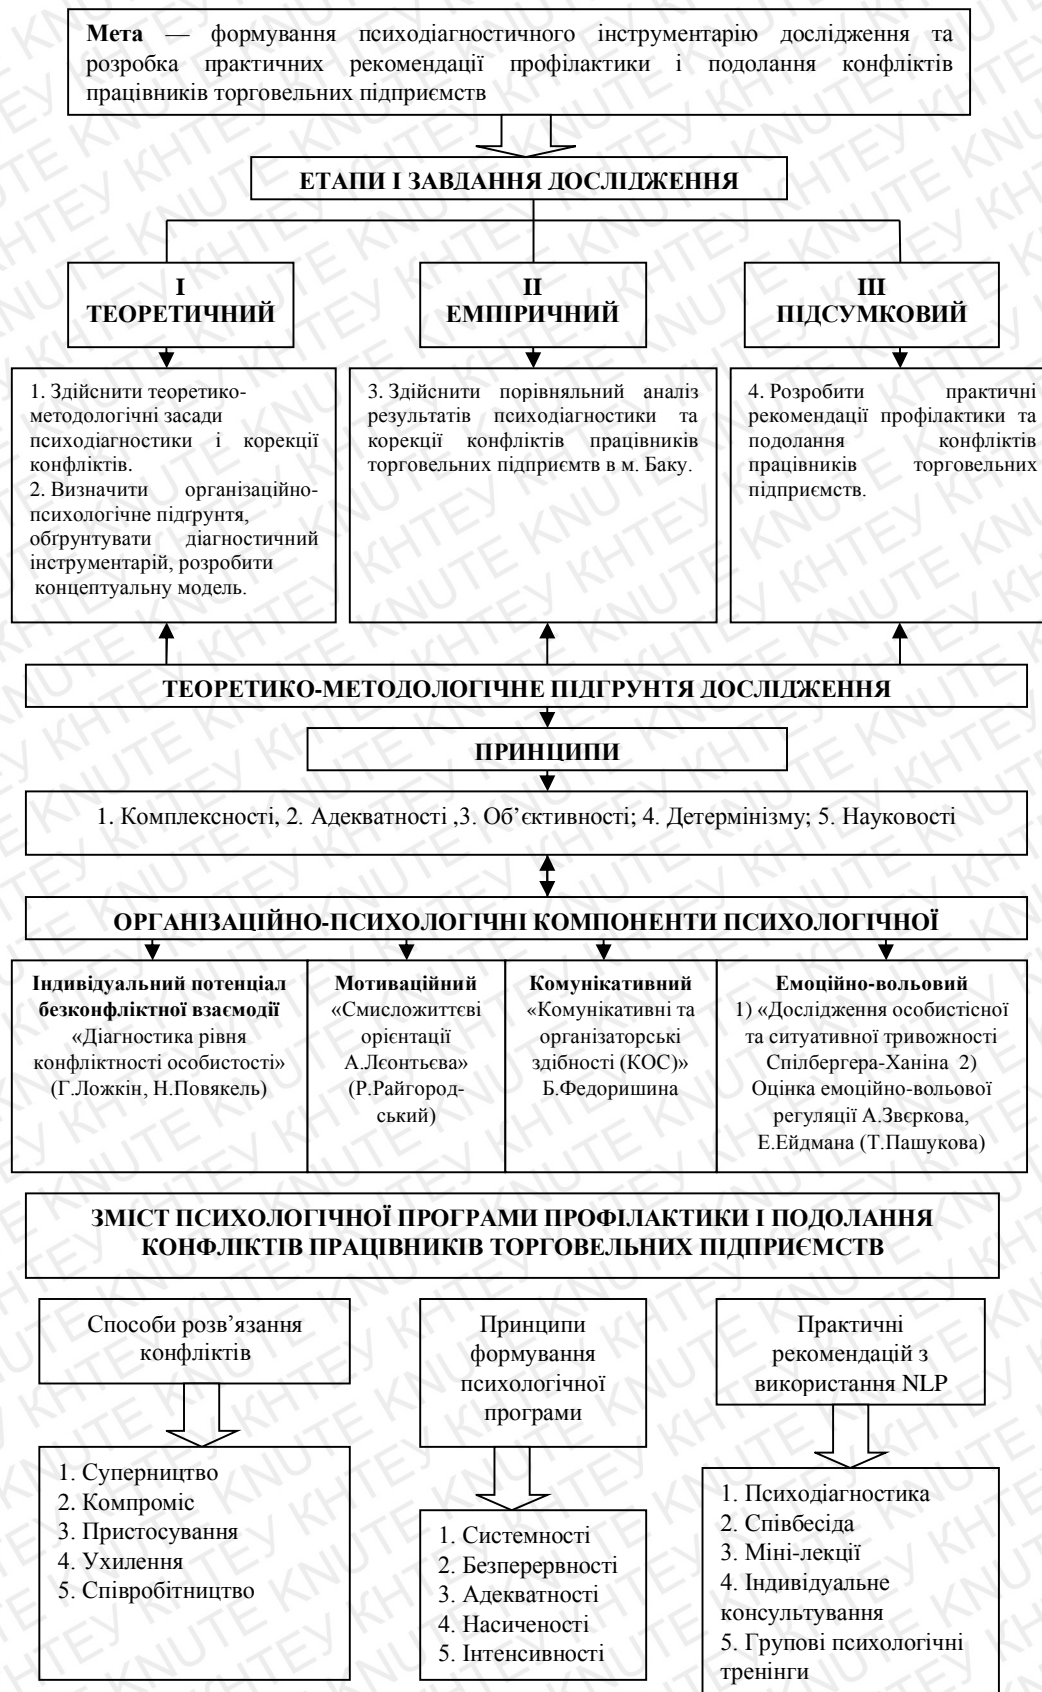 Мета — формування психодіагностичного інструментарію дослідження та
розробка практичних рекомендації профілактики і подолання конфліктів
працівників торговельних підприємств
ЕТАПИ І ЗАВДАННЯ ДОСЛІДЖЕННЯ
І
ТЕОРЕТИЧНИЙ
ІІ
ЕМПІРИЧНИЙ
ІІІ
ПІДСУМКОВИЙ
1. Здійснити теоретико-
методологічні засади
психодіагностики і корекції
конфліктів.
2. Визначити організаційно-
психологічне підґрунтя,
обґрунтувати діагностичний
інструментарій, розробити
концептуальну модель.
3. Здійснити порівняльний аналіз
результатів психодіагностики та
корекції конфліктів працівників
торговельних підприємтв в м. Баку.
4. Розробити практичні
рекомендації профілактики та
подолання конфліктів
працівників торговельних
підприємств.
ТЕОРЕТИКО-МЕТОДОЛОГІЧНЕ ПІДГРУНТЯ ДОСЛІДЖЕННЯ
ПРИНЦИПИ
1. Комплексності, 2. Адекватності ,3. Об’єктивності; 4. Детермінізму; 5. Науковості
ОРГАНІЗАЦІЙНО-ПСИХОЛОГІЧНІ КОМПОНЕНТИ ПСИХОЛОГІЧНОЇ
Індивідуальний потенціал
безконфліктної взаємодії
«Діагностика рівня
конфліктності особистості»
(Г.Ложкін, Н.Повякель)
Мотиваційний
«Смисложиттєві
орієнтації
А.Лєонтьєва»
(Р.Райгород-
ський)
Комунікативний
«Комунікативні та
організаторські
здібності (КОС)»
Б.Федоришина
Емоційно-вольовий
1) «Дослідження особистісної
та ситуативної тривожності
Спілбергера-Ханіна 2)
Оцінка емоційно-вольової
регуляції А.Звєркова,
Е.Ейдмана (Т.Пашукова)
ЗМІСТ ПСИХОЛОГІЧНОЇ ПРОГРАМИ ПРОФІЛАКТИКИ І ПОДОЛАННЯ
КОНФЛІКТІВ ПРАЦІВНИКІВ ТОРГОВЕЛЬНИХ ПІДПРИЄМСТВ
Способи розв’язання
конфліктів
Принципи
формування
психологічної
програми
Практичні
рекомендацій з
використання NLP
1. Суперництво
2. Компроміс
3. Пристосування
4. Ухилення
5. Співробітництво
1. Системності
2. Безперервності
3. Адекватності
4. Насиченості
5. Інтенсивності
1. Психодіагностика
2. Співбесіда
3. Міні-лекції
4. Індивідуальне
консультування
5. Групові психологічні
тренінги